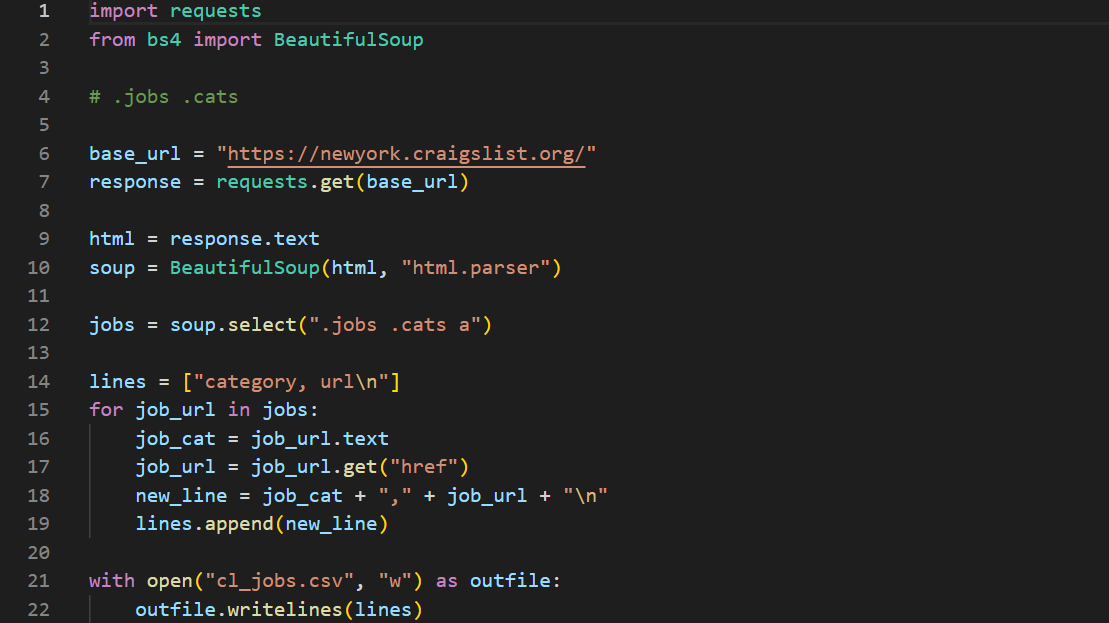 1 import requests
2 from bs4 import BeautifulSoup
3
4 # .jobs .cats
5
6 base_url = "https://newyork.craigslist.org/"
7 response = requests.get(base_url)
8
9 html = response.text
10 soup = BeautifulSoup(html, "html.parser")
11
12 jobs = soup.select(".jobs .cats a")
13
14 lines = ["category, url\n"]
15 for job_url in jobs:
16     job_cat = job_url.text
17     job_url = job_url.get("href")
18     new_line = job_cat + "," + job_url + "\n"
19     lines.append(new_line)
20
21 with open("cl_jobs.csv", "w") as outfile:
22     outfile.writelines(lines)